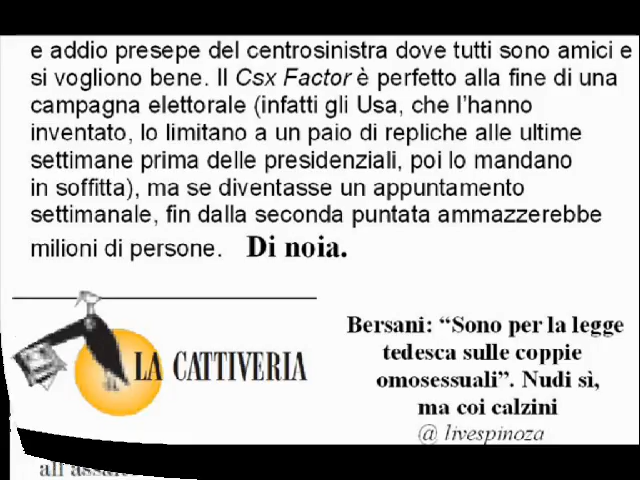 e addio presepe del centrosinistra dove tutti sono amici e
si vogliono bene. Il Csx Factor è perfetto alla fine di una
campagna elettorale (infatti gli Usa, che l'hanno
inventato, lo limitano a un paio di repliche alle ultime
settimane prima delle presidenziali, poi lo mandano
in soffitta), ma se diventasse un appuntamento
settimanale, fin dalla seconda puntata ammazzerebbe
milioni di persone. Di noia.
LA CATTIVERIA
Bersani: “Sono per la legge
tedesca sulle coppie
omosessuali”. Nudi sì,
ma coi calzini
@ livespinoza